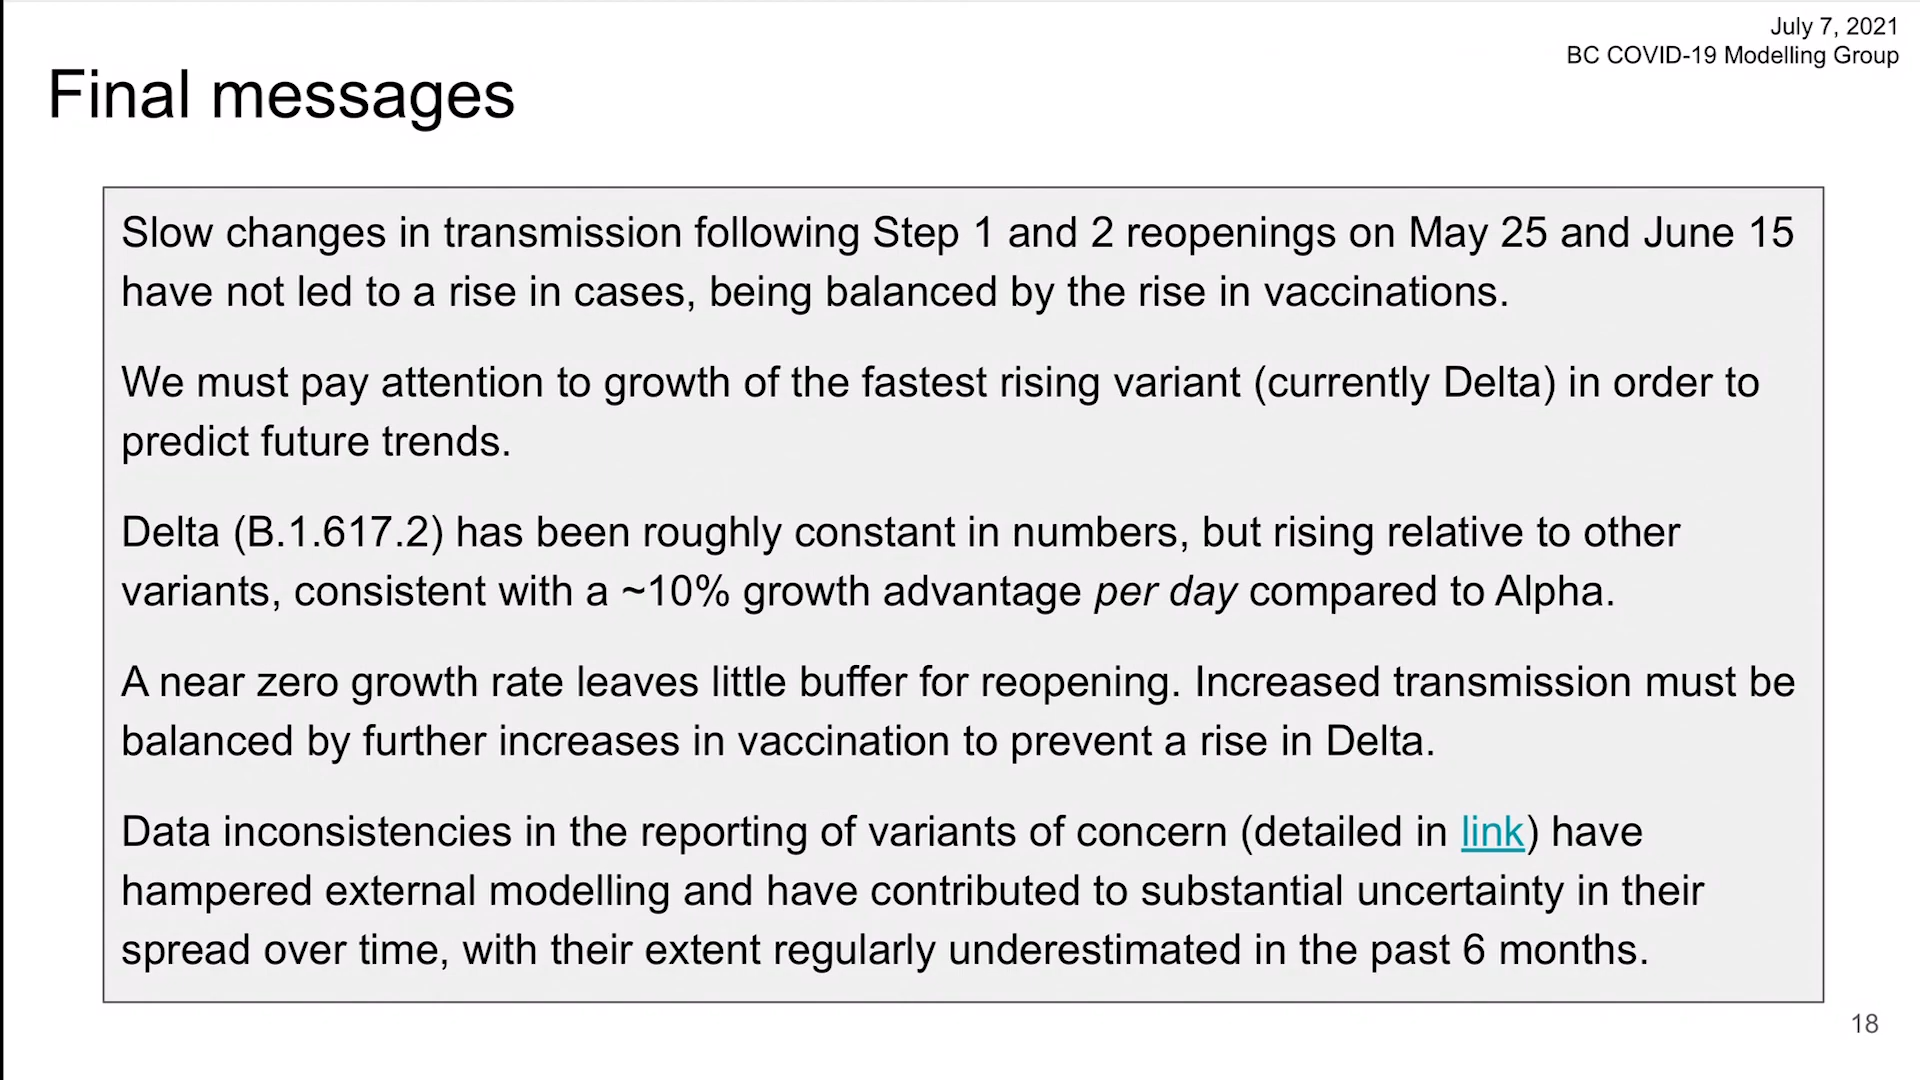 July 7, 2021
BC COVID-19 Modelling Group
Final messages
Slow changes in transmission following Step 1 and 2 reopenings on May 25 and June 15
have not led to a rise in cases, being balanced by the rise in vaccinations.
We must pay attention to growth of the fastest rising variant (currently Delta) in order to
predict future trends.
Delta (B.1.617.2) has been roughly constant in numbers, but rising relative to other
variants, consistent with a ~10% growth advantage per day compared to Alpha.
A near zero growth rate leaves little buffer for reopening. Increased transmission must be
balanced by further increases in vaccination to prevent a rise in Delta.
Data inconsistencies in the reporting of variants of concern (detailed in link) have
hampered external modelling and have contributed to substantial uncertainty in their
spread over time, with their extent regularly underestimated in the past 6 months.
18